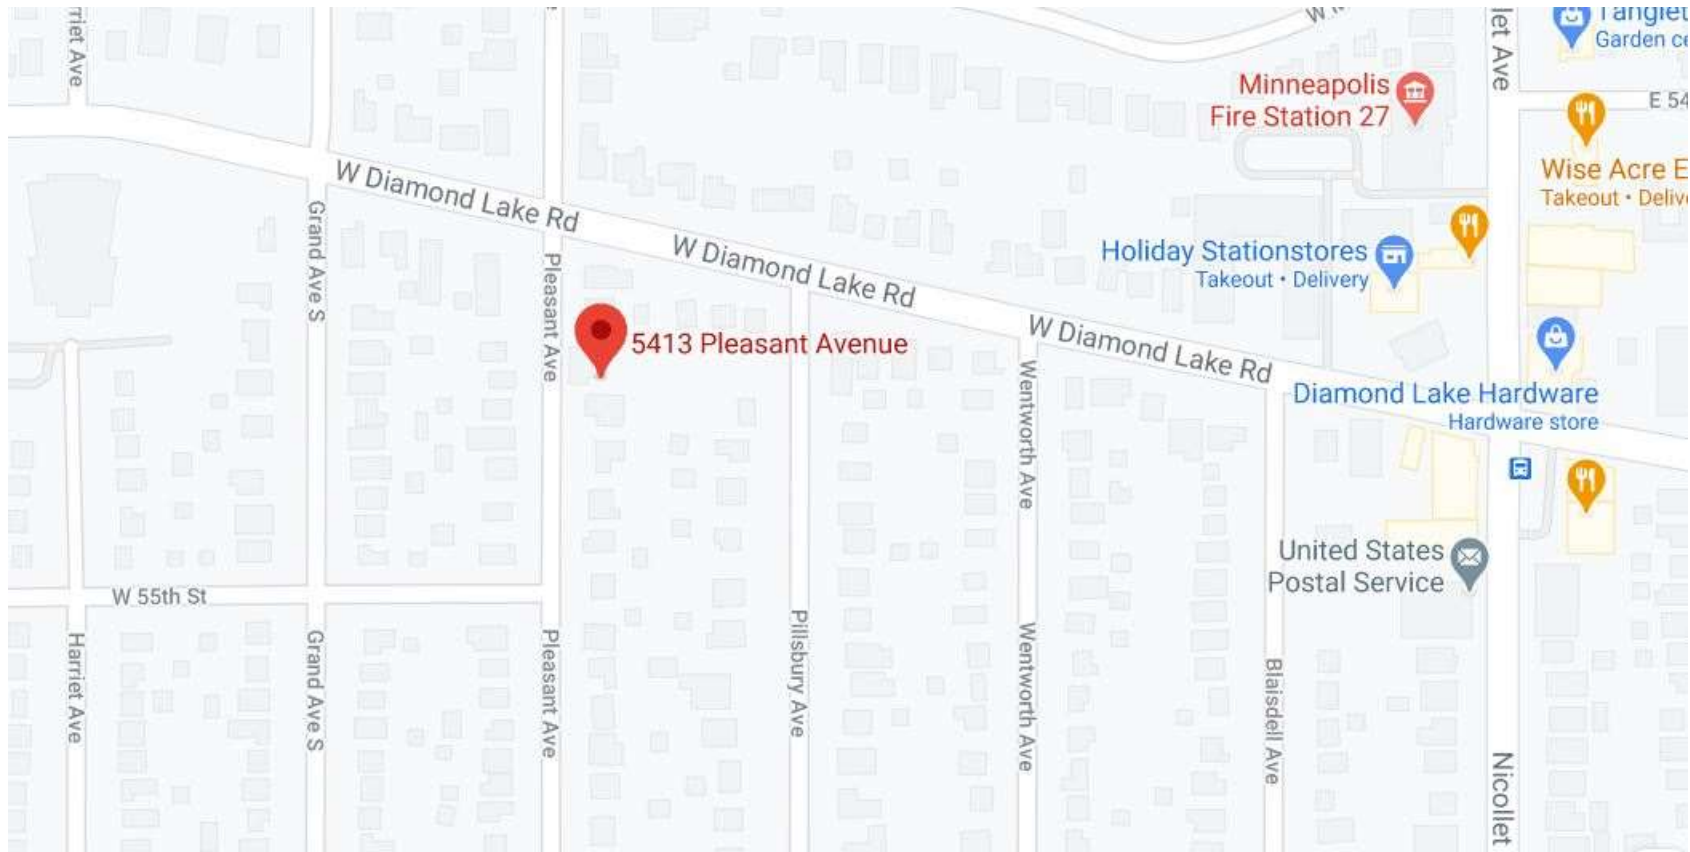 Ave
Ave
Garden
Minneapolis
Fire Station 27
E 54
Wise Acre E
Takeout •
W Diamond Lake Rd
Grand Ave S
Pleasant Ave
W Diamond Lake Rd
Holiday Stationstores
Takeout • Delivery
5413 Pleasant Avenue
W Diamond Lake Rd
Wentworth Ave
Diamond Lake Hardware
Hardware store
United States
Postal Service
W 55th St
Harriet Ave
Grand Ave S
Pleasant Ave
Pillsbury Ave
Wentworth Ave
Blaisdell Ave
Nicollet